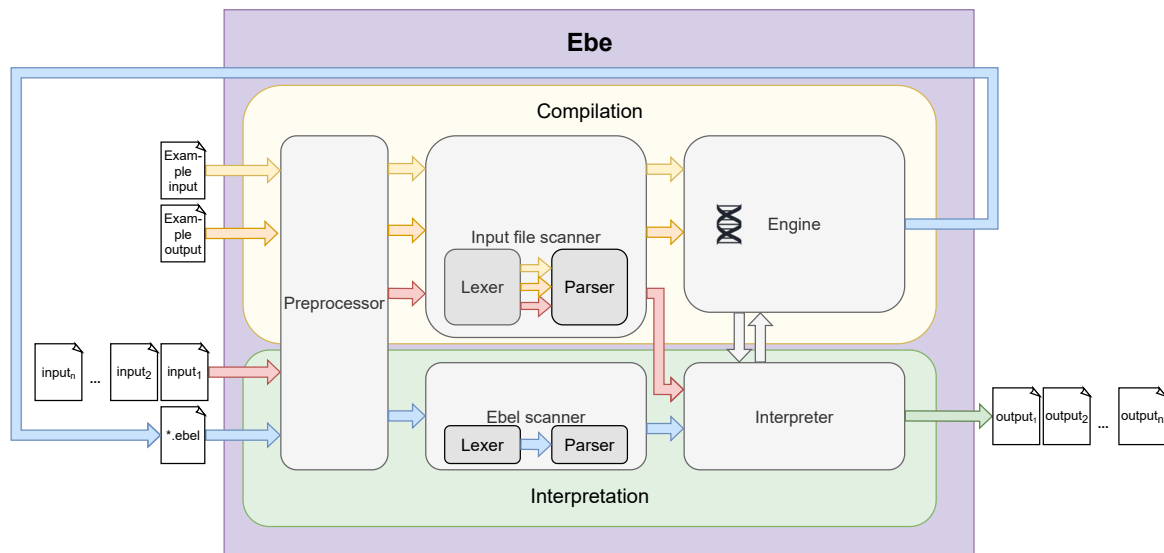 Ebe
Compilation
Exam-
ple
input
Exam-
ple
output
Preprocessor
Input file scanner
Lexer
Parser
Engine
inputₙ
...
input₂
input₁
*.ebel
Ebel scanner
Lexer
Parser
Interpreter
output₁
output₂
...
outputₙ
Interpretation